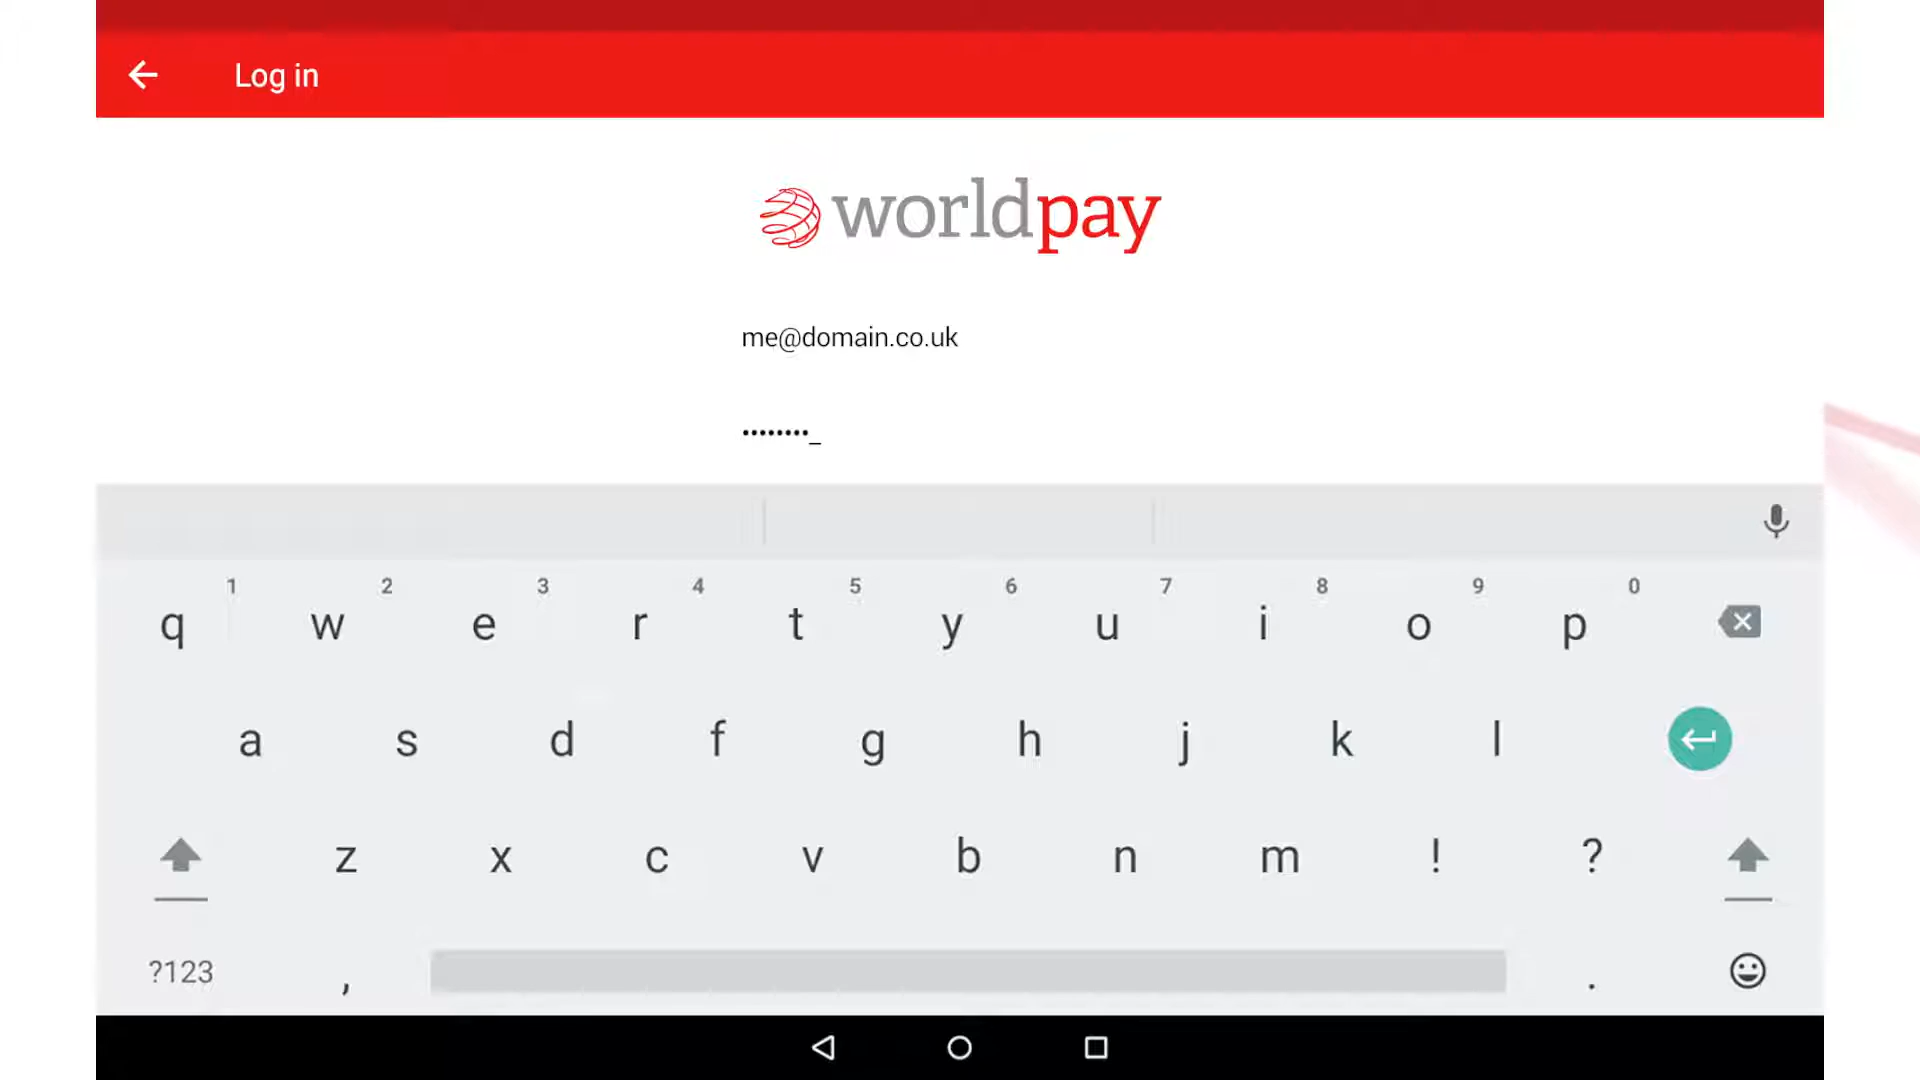 Log in
worldpay
me@domain.co.uk
••••••••_
1 2 3 4 5 6 7 8 9 0
q w e r t y u i o p
a s d f g h j k l
z x c v b n m ! ?
?123 , .